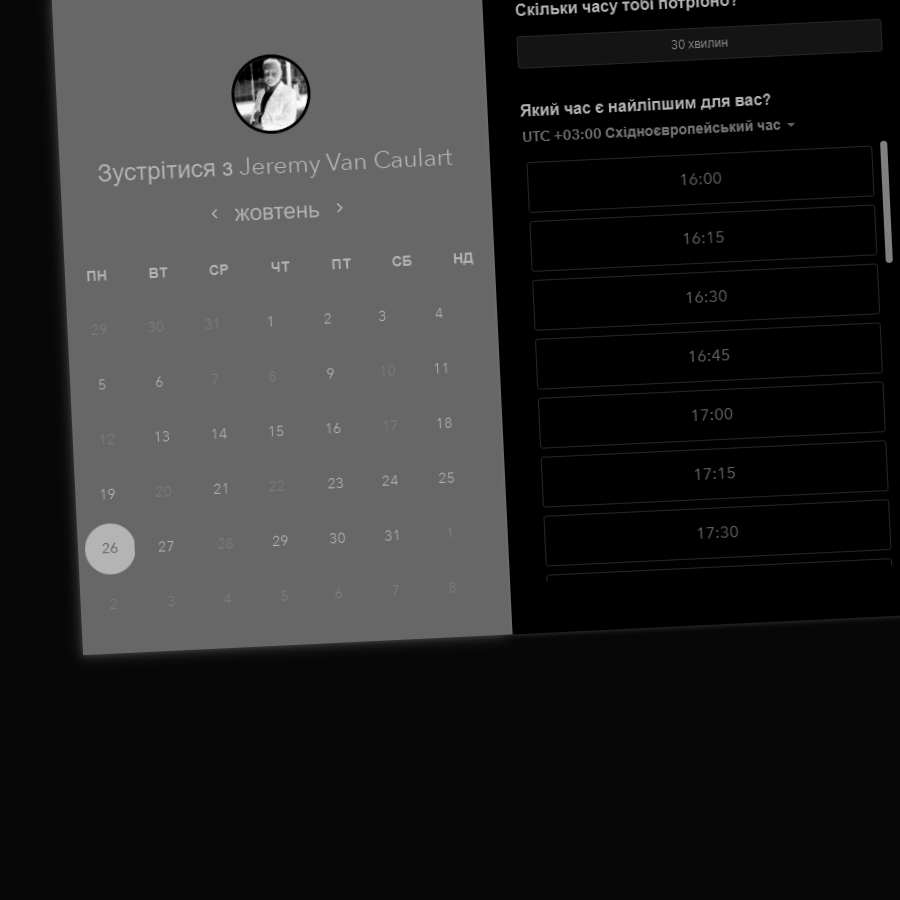 Зустрітися з Jeremy Van Caulart
жовтень
ПН ВТ СР ЧТ ПТ СБ НД
29 30 31 1 2 3 4
5 6 7 8 9 10 11
12 13 14 15 16 17 18
19 20 21 22 23 24 25
26 27 28 29 30 31 1
2 3 4 5 6 7 8
Скільки часу тобі потрібно?
30 хвилин
Який час є найліпшим для вас?
UTC +03:00 Східноєвропейський час
16:00
16:15
16:30
16:45
17:00
17:15
17:30